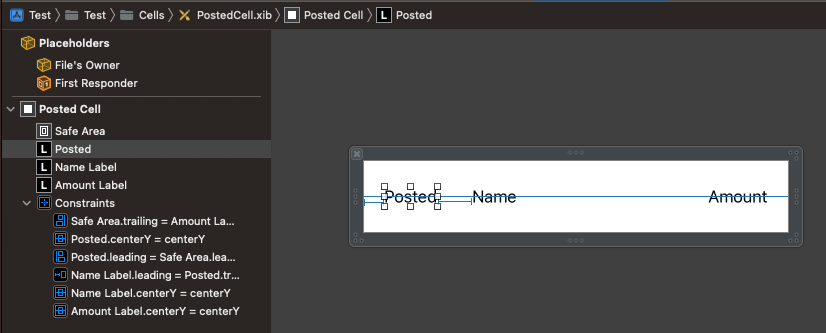 Test Test Cells PostedCell.xib Posted Cell L Posted
Placeholders
File's Owner
First Responder
Posted Cell
Safe Area
L Posted
L Name Label
L Amount Label
Constraints
Safe Area.trailing = Amount La...
Posted.centerY = centerY
Posted.leading = Safe Area.lea...
Name Label.leading = Posted.tr...
Name Label.centerY = centerY
Amount Label.centerY = centerY
Posted Name Amount